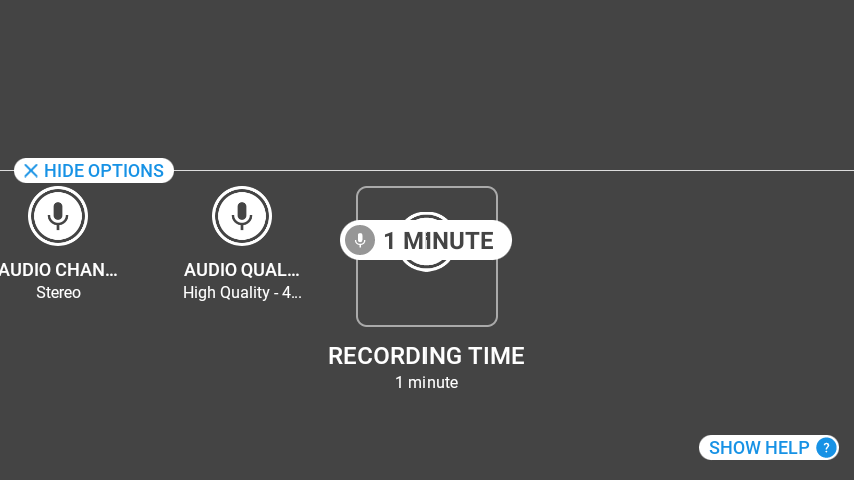 HIDE OPTIONS
AUDIO CHAN...
Stereo
AUDIO QUAL...
High Quality - 4...
1 MINUTE
RECORDING TIME
1 minute
SHOW HELP ?